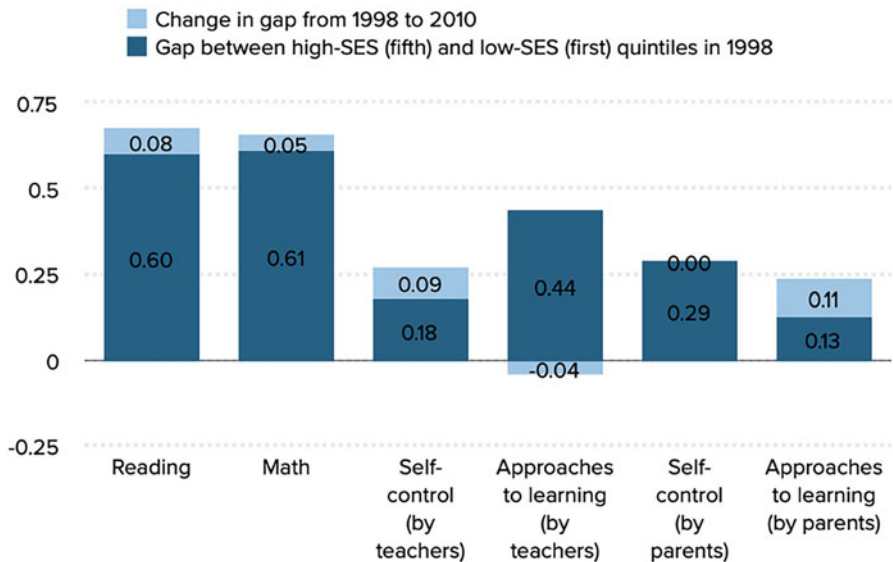 Change in gap from 1998 to 2010
Gap between high-SES (fifth) and low-SES (first) quintiles in 1998
0.75
0.5
0.25
0
-0.25
0.08
0.60
0.05
0.61
0.09
0.18
0.44
-0.04
0.00
0.29
0.11
0.13
Reading
Math
Self-
control
(by
teachers)
Approaches
to learning
(by
teachers)
Self-
control
(by
parents)
Approaches
to learning
(by parents)